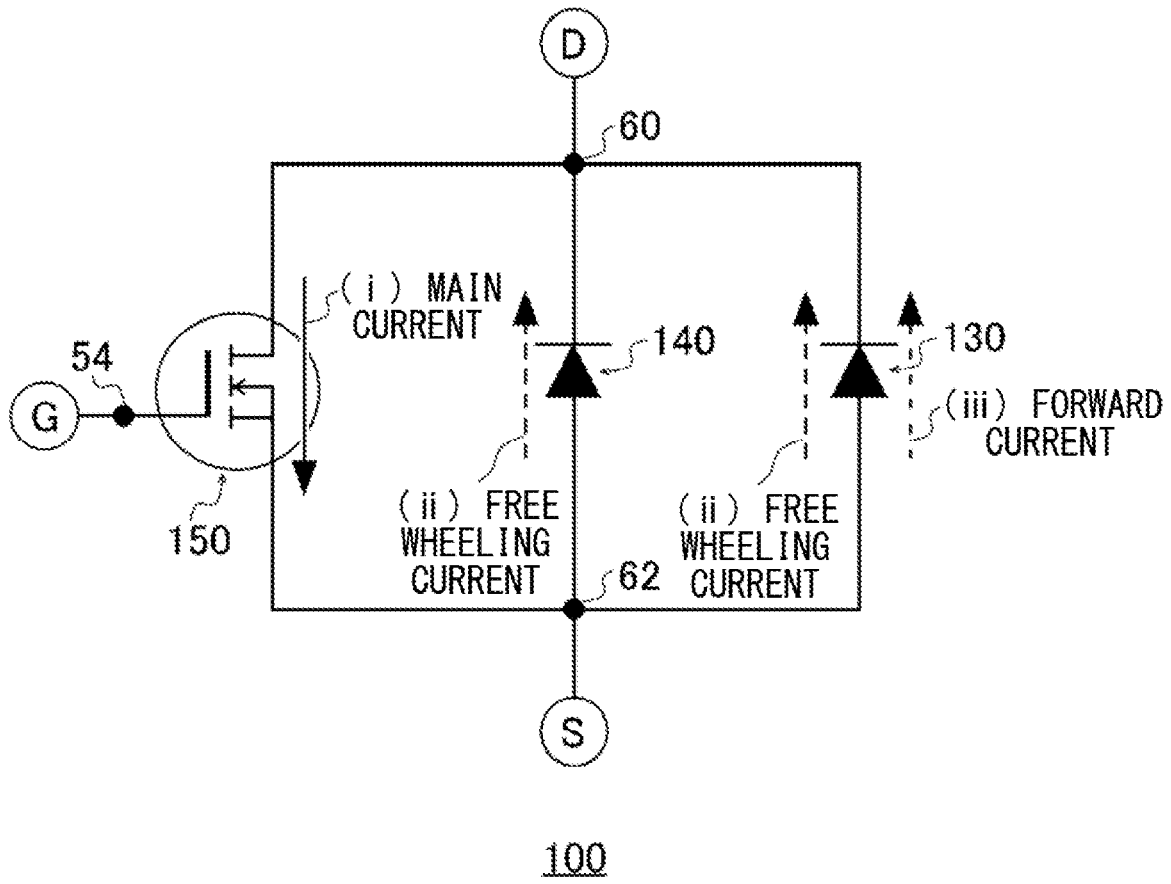 D
60
(i) MAIN
CURRENT
54
G
150
140
130
(ii) FREE
WHEELING
CURRENT
(ii) FREE
WHEELING
CURRENT
(iii) FORWARD
CURRENT
62
S
100